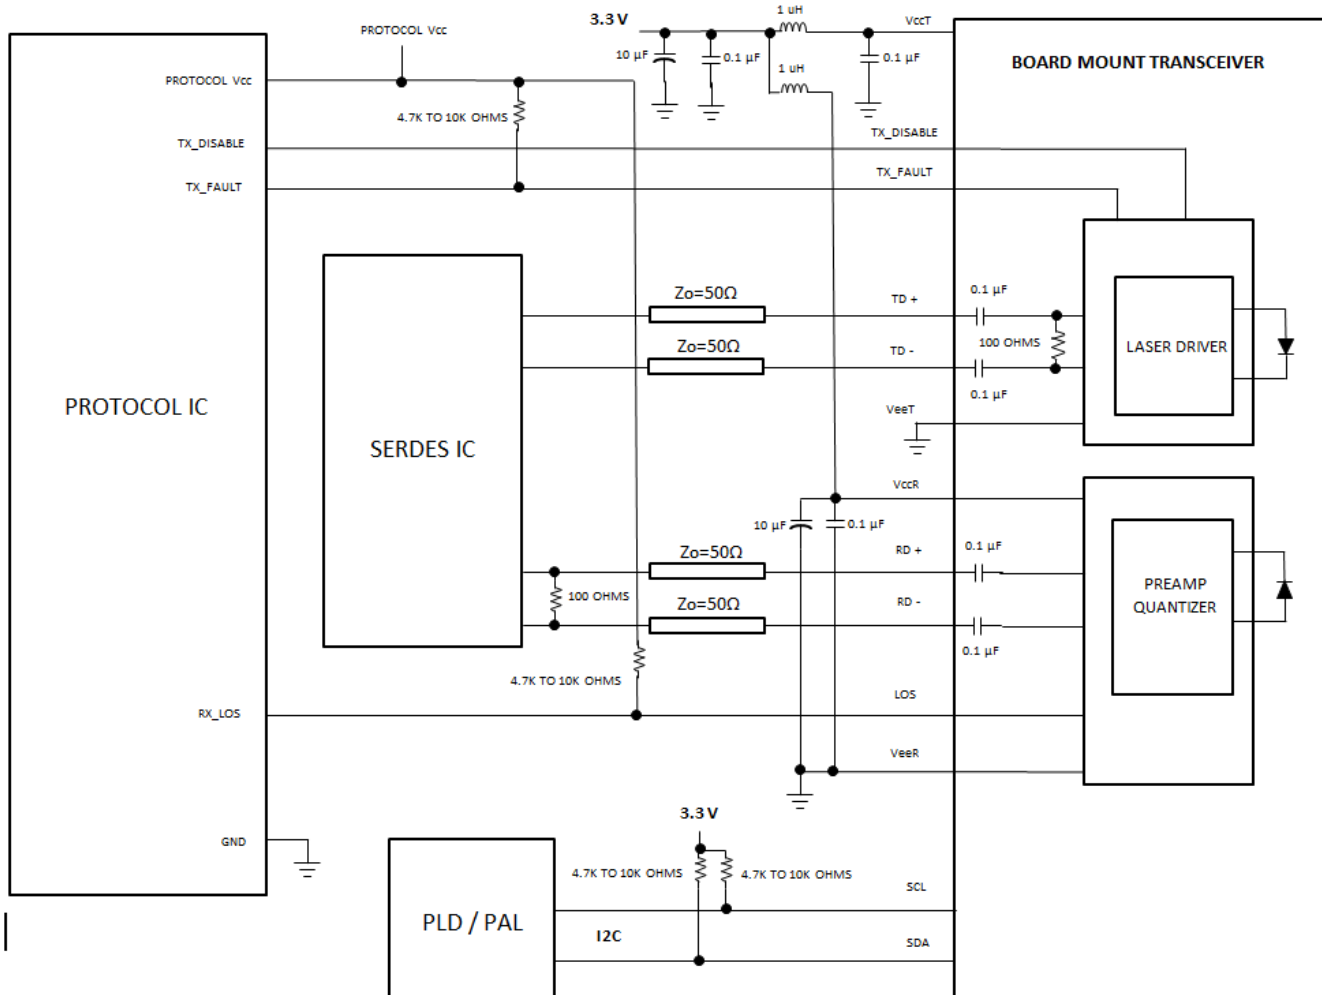 1 uH
3.3 V
VccT
PROTOCOL Vcc
10 µF
0.1 µF
0.1 µF
BOARD MOUNT TRANSCEIVER
1 uH
PROTOCOL Vcc
4.7K TO 10K OHMS
TX_DISABLE
TX_DISABLE
TX_FAULT
TX_FAULT
Zo=50Ω
TD +
0.1 µF
Zo=50Ω
TD -
100 OHMS
LASER DRIVER
0.1 µF
PROTOCOL IC
VeeT
SERDES IC
VccR
10 µF
0.1 µF
Zo=50Ω
RD +
0.1 µF
100 OHMS
Zo=50Ω
RD -
PREAMP
QUANTIZER
0.1 µF
4.7K TO 10K OHMS
LOS
RX_LOS
VeeR
3.3 V
GND
4.7K TO 10K OHMS
4.7K TO 10K OHMS
SCL
PLD / PAL
I2C
SDA